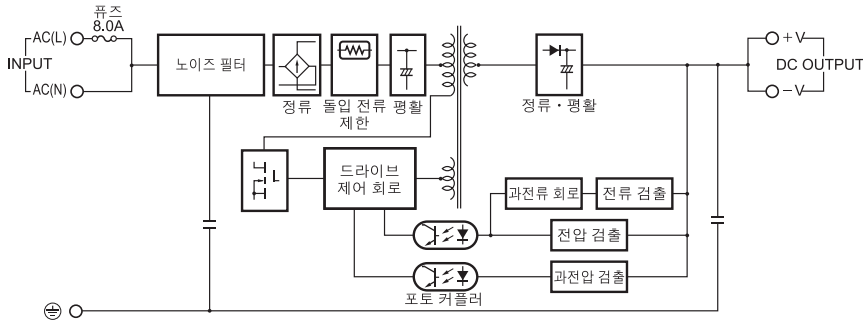 퓨즈
8.0A
AC(L)
INPUT
AC(N)
노이즈 필터
정류
돌입 전류
제한
평활
정류・평활
+V
DC OUTPUT
−V
드라이브
제어 회로
과전류 회로
전류 검출
전압 검출
과전압 검출
포토 커플러